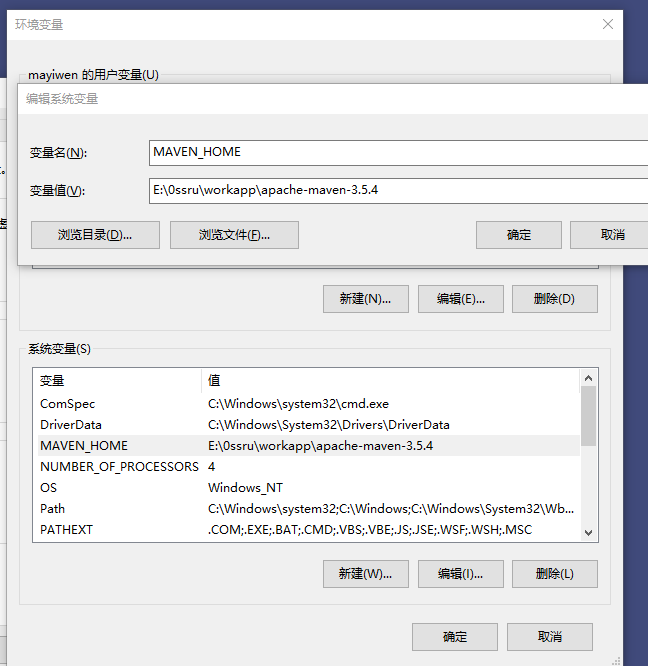 环境变量
mayiwen 的用户变量(U)
编辑系统变量
变量名(N):
MAVEN_HOME
变量值(V):
E:\0ssru\workapp\apache-maven-3.5.4
浏览目录(D)...
浏览文件(F)...
确定
取消
新建(N)...
编辑(E)...
删除(D)
系统变量(S)
变量 值
ComSpec C:\Windows\system32\cmd.exe
DriverData C:\Windows\System32\Drivers\DriverData
MAVEN_HOME E:\0ssru\workapp\apache-maven-3.5.4
NUMBER_OF_PROCESSORS 4
OS Windows_NT
Path C:\Windows\system32;C:\Windows;C:\Windows\System32\Wb...
PATHEXT .COM;.EXE;.BAT;.CMD;.VBS;.VBE;.JS;.JSE;.WSF;.WSH;.MSC
新建(W)...
编辑(I)...
删除(L)
确定
取消